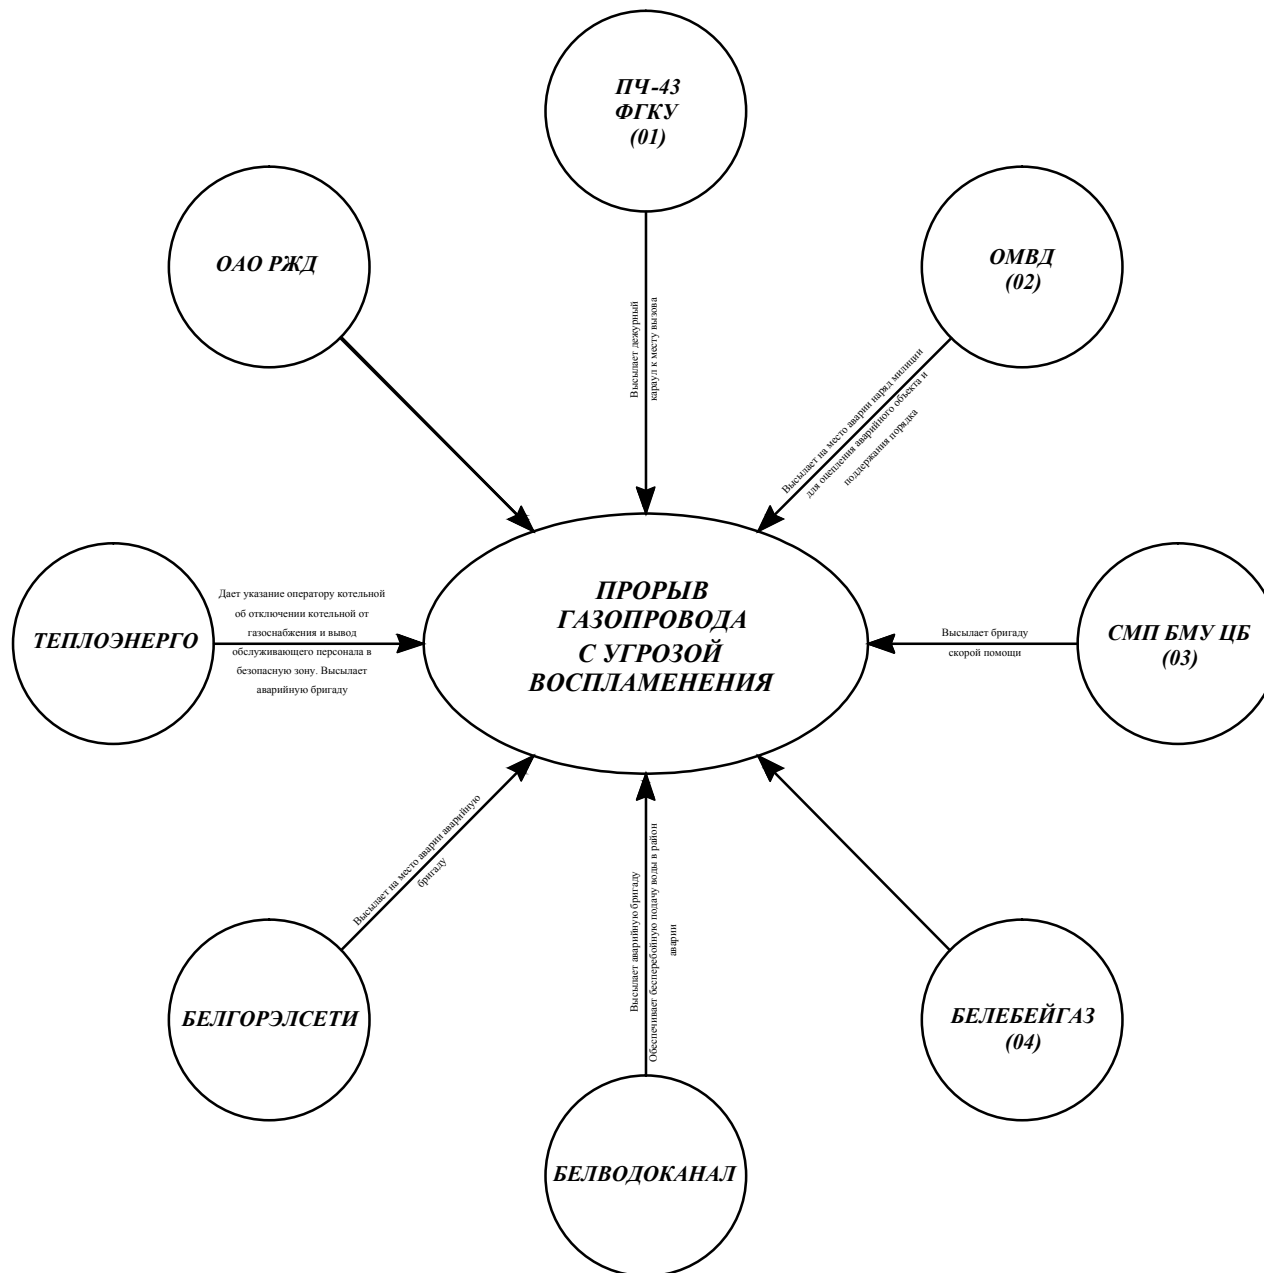 ПЧ-43
ФГКУ
(01)
ОАО РЖД
ОМВД
(02)
Высылает дежурный
караул к месту вызова
Высылает на место аварии наряд милиции
для оцепления аварийного объекта и
поддержания порядка
ПРОРЫВ
ГАЗОПРОВОДА
С УГРОЗОЙ
ВОСПЛАМЕНЕНИЯ
ТЕПЛОЭНЕРГО
Дает указание оператору котельной
об отключении котельной от
газоснабжения и вывод
обслуживающего персонала в
безопасную зону. Высылает
аварийную бригаду
Высылает бригаду
скорой помощи
СМП БМУ ЦБ
(03)
Высылает на место аварии аварийную
бригаду
Высылает аварийную бригаду
Обеспечивает бесперебойную подачу воды в район
аварии
БЕЛГОРЭЛСЕТИ
БЕЛЕБЕЙГАЗ
(04)
БЕЛВОДОКАНАЛ